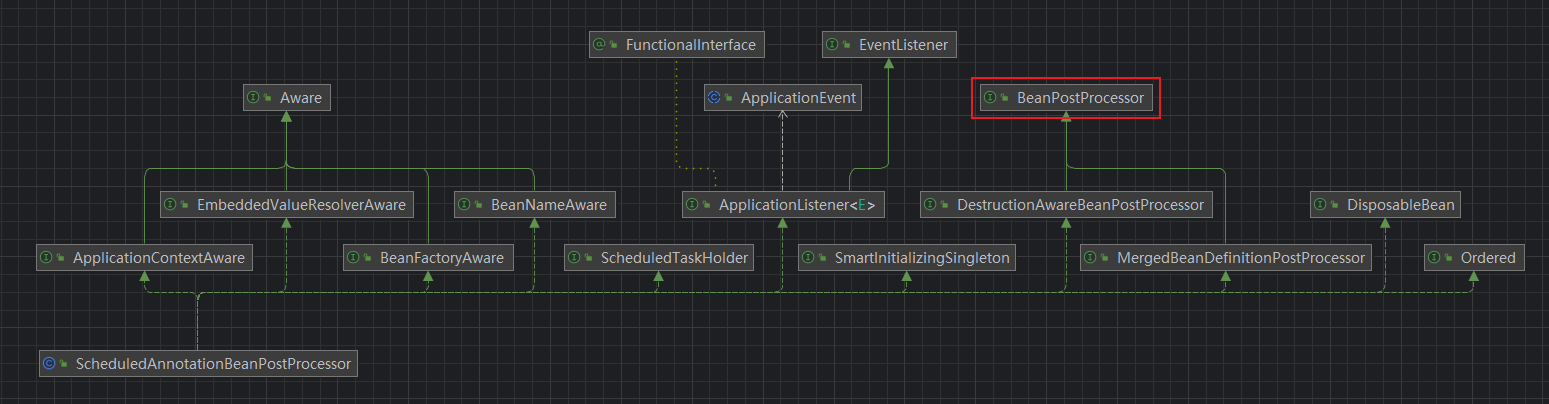 FunctionalInterface
EventListener
Aware
ApplicationEvent
BeanPostProcessor
EmbeddedValueResolverAware
BeanNameAware
ApplicationListener<E>
DestructionAwareBeanPostProcessor
DisposableBean
ApplicationContextAware
BeanFactoryAware
ScheduledTaskHolder
SmartInitializingSingleton
MergedBeanDefinitionPostProcessor
Ordered
ScheduledAnnotationBeanPostProcessor